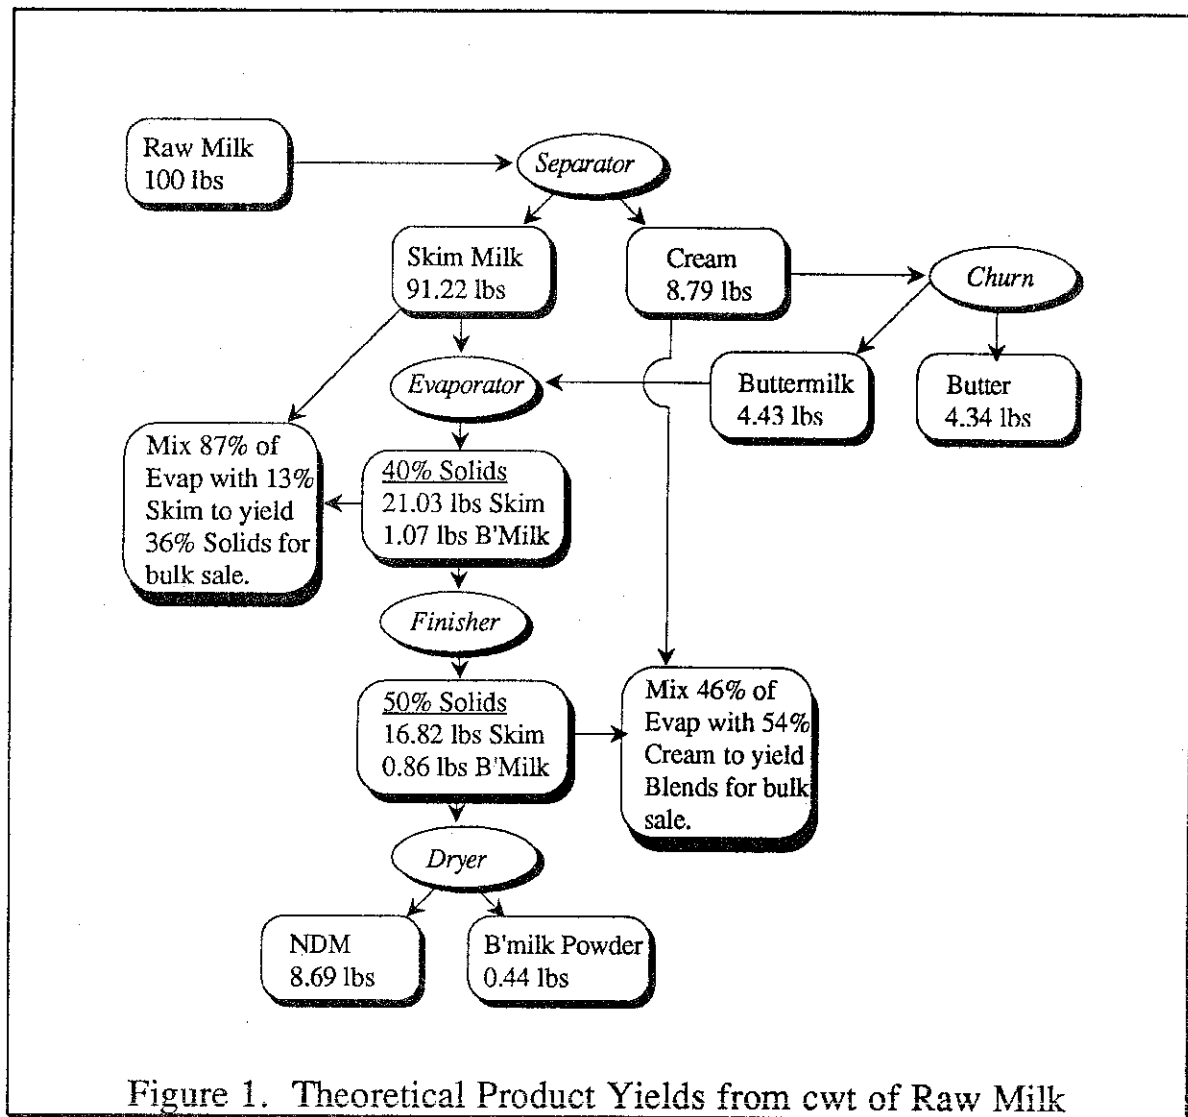 Raw Milk
100 lbs
Separator
Skim Milk
91.22 lbs
Cream
8.79 lbs
Churn
Evaporator
Buttermilk
4.43 lbs
Butter
4.34 lbs
Mix 87% of
Evap with 13%
Skim to yield
36% Solids for
bulk sale.
40% Solids
21.03 lbs Skim
1.07 lbs B'Milk
Finisher
50% Solids
16.82 lbs Skim
0.86 lbs B'Milk
Mix 46% of
Evap with 54%
Cream to yield
Blends for bulk
sale.
Dryer
NDM
8.69 lbs
B'milk Powder
0.44 lbs
Figure 1. Theoretical Product Yields from cwt of Raw Milk